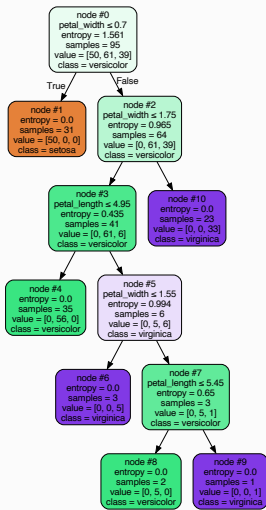 node #0
petal_width ≤ 0.7
entropy = 1.561
samples = 95
value = [50, 61, 39]
class = versicolor
True
False
node #1
entropy = 0.0
samples = 31
value = [50, 0, 0]
class = setosa
node #2
petal_width ≤ 1.75
entropy = 0.965
samples = 64
value = [0, 61, 39]
class = versicolor
node #3
petal_length ≤ 4.95
entropy = 0.435
samples = 41
value = [0, 61, 6]
class = versicolor
node #10
entropy = 0.0
samples = 23
value = [0, 0, 33]
class = virginica
node #4
entropy = 0.0
samples = 35
value = [0, 56, 0]
class = versicolor
node #5
petal_width ≤ 1.55
entropy = 0.994
samples = 6
value = [0, 5, 6]
class = virginica
node #6
entropy = 0.0
samples = 3
value = [0, 0, 5]
class = virginica
node #7
petal_length ≤ 5.45
entropy = 0.65
samples = 3
value = [0, 5, 1]
class = versicolor
node #8
entropy = 0.0
samples = 2
value = [0, 5, 0]
class = versicolor
node #9
entropy = 0.0
samples = 1
value = [0, 0, 1]
class = virginica